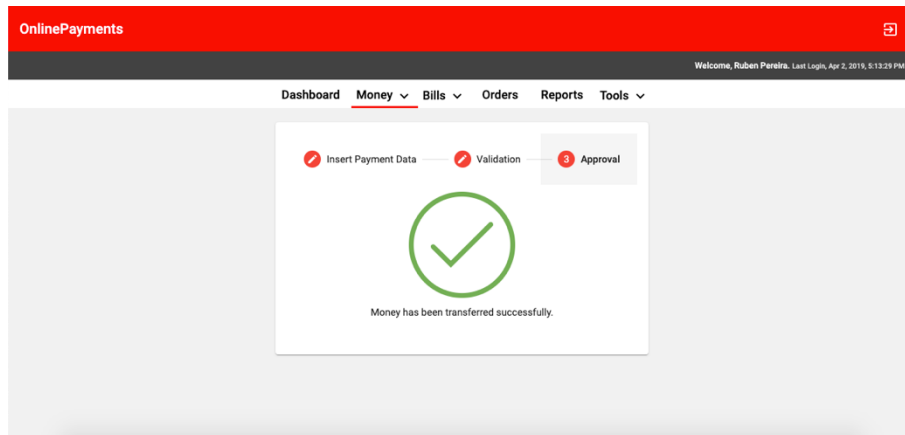 OnlinePayments
Welcome, Ruben Pereira. Last Login, Apr 2, 2019, 5:13:29 PM
Dashboard Money Bills Orders Reports Tools
Insert Payment Data Validation 3 Approval
Money has been transferred successfully.